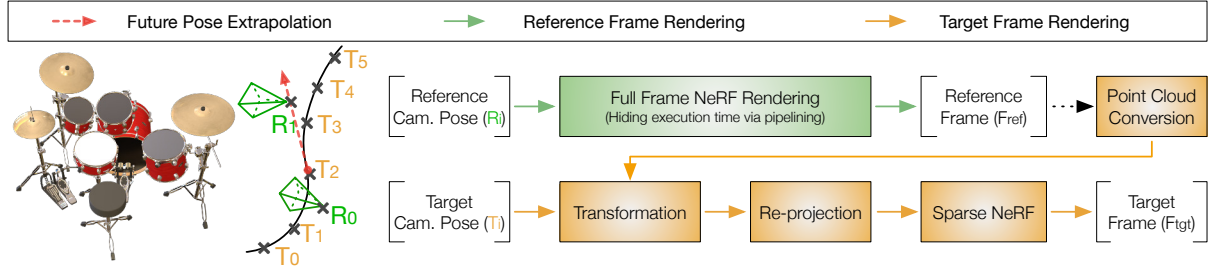 Future Pose Extrapolation
Reference Frame Rendering
Target Frame Rendering
T5
T4
R1
T3
T2
R0
T1
T0
Reference
Cam. Pose (Ri)
Full Frame NeRF Rendering
(Hiding execution time via pipelining)
Reference
Frame (Fref)
Point Cloud
Conversion
Target
Cam. Pose (Ti)
Transformation
Re-projection
Sparse NeRF
Target
Frame (Ftgt)